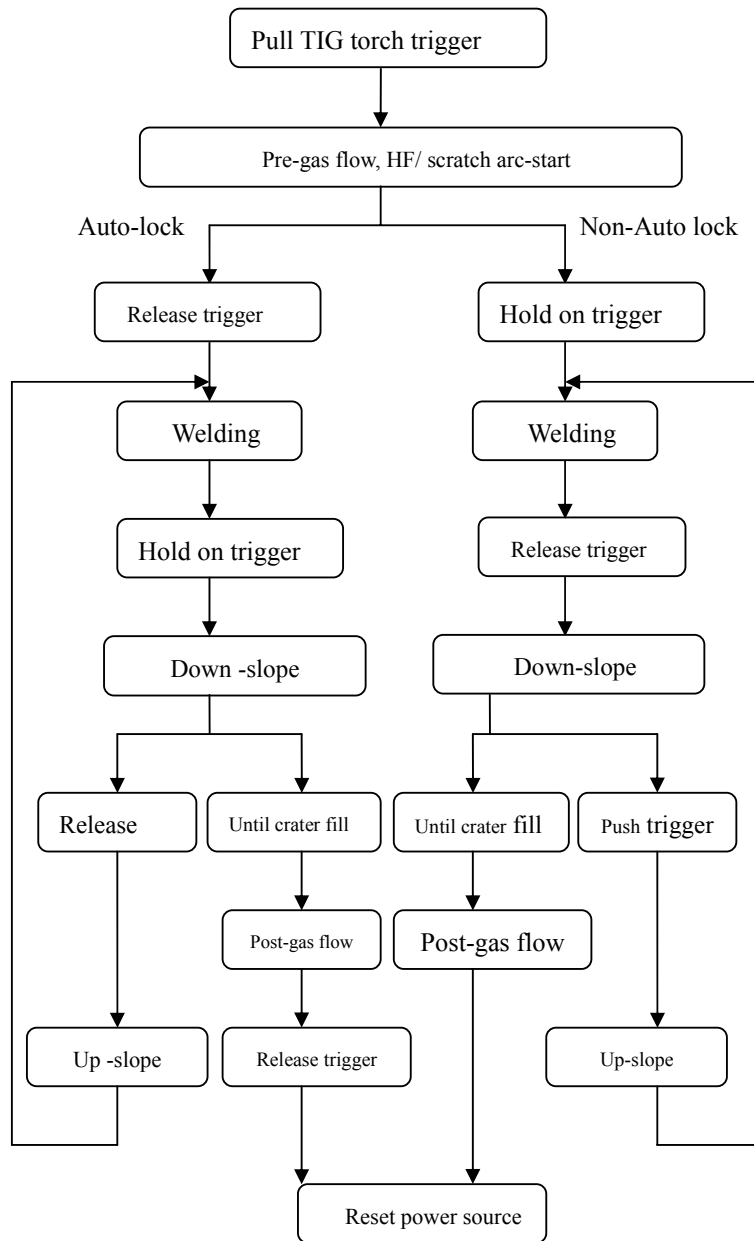 Pull TIG torch trigger
Pre-gas flow, HF/ scratch arc-start
Auto-lock
Non-Auto lock
Release trigger
Hold on trigger
Welding
Welding
Hold on trigger
Release trigger
Down -slope
Down-slope
Release
Until crater fill
Until crater fill
Push trigger
Post-gas flow
Post-gas flow
Up -slope
Release trigger
Up-slope
Reset power source